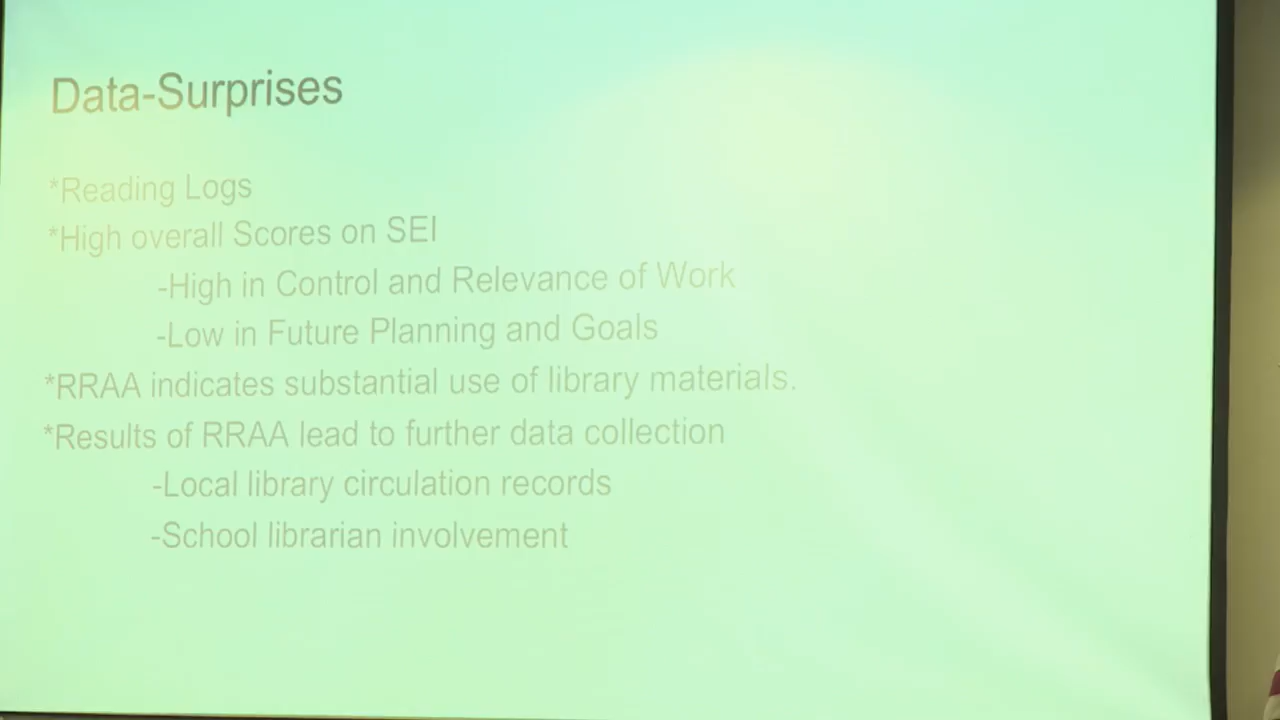 Data-Surprises
*Reading Logs
*High overall Scores on SEI
-High in Control and Relevance of Work
-Low in Future Planning and Goals
*RRAA indicates substantial use of library materials.
*Results of RRAA lead to further data collection
-Local library circulation records
-School librarian involvement